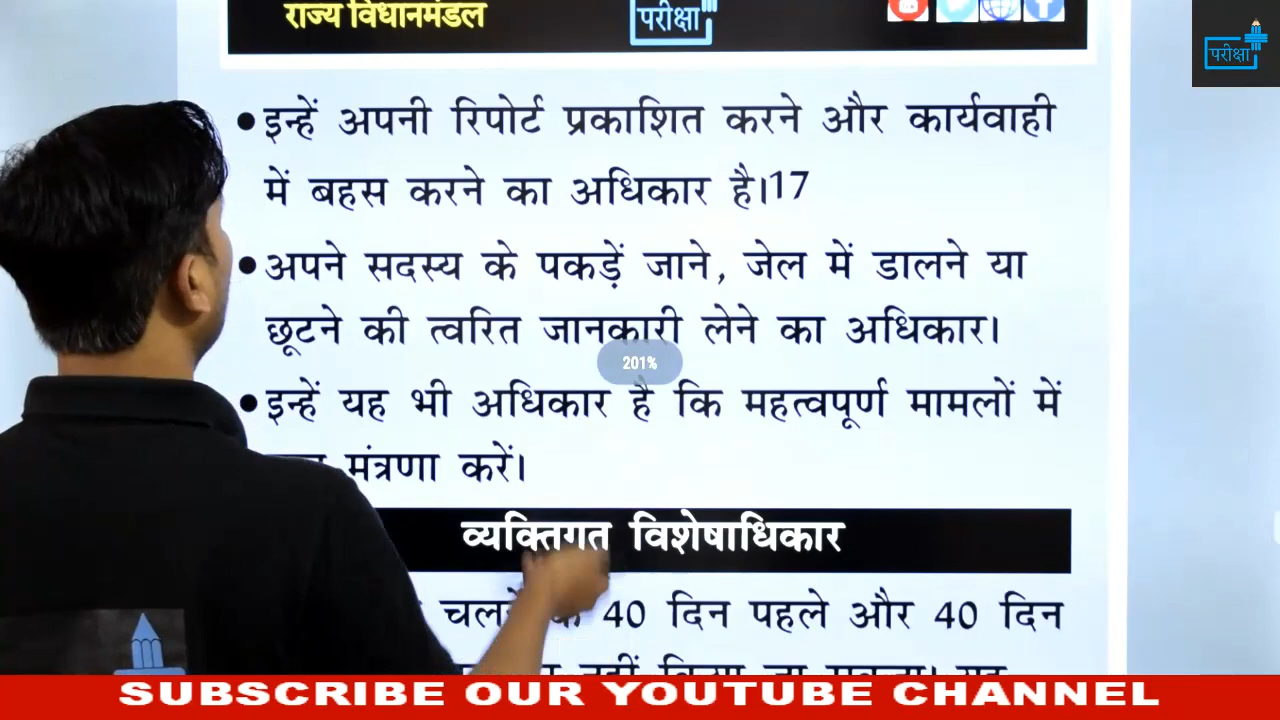 राज्य विधानमंडल
परीक्षा
परीक्षा
•इन्हें अपनी रिपोर्ट प्रकाशित करने और कार्यवाही
में बहस करने का अधिकार है।17
•अपने सदस्य के पकड़ें जाने, जेल में डालने या
छूटने की त्वरित जानकारी लेने का अधिकार।
201%
•इन्हें यह भी अधिकार है कि महत्वपूर्ण मामलों में
मंत्रणा करें।
व्यक्तिगत विशेषाधिकार
40 दिन पहले और 40 दिन
SUBSCRIBE OUR YOUTUBE CHANNEL